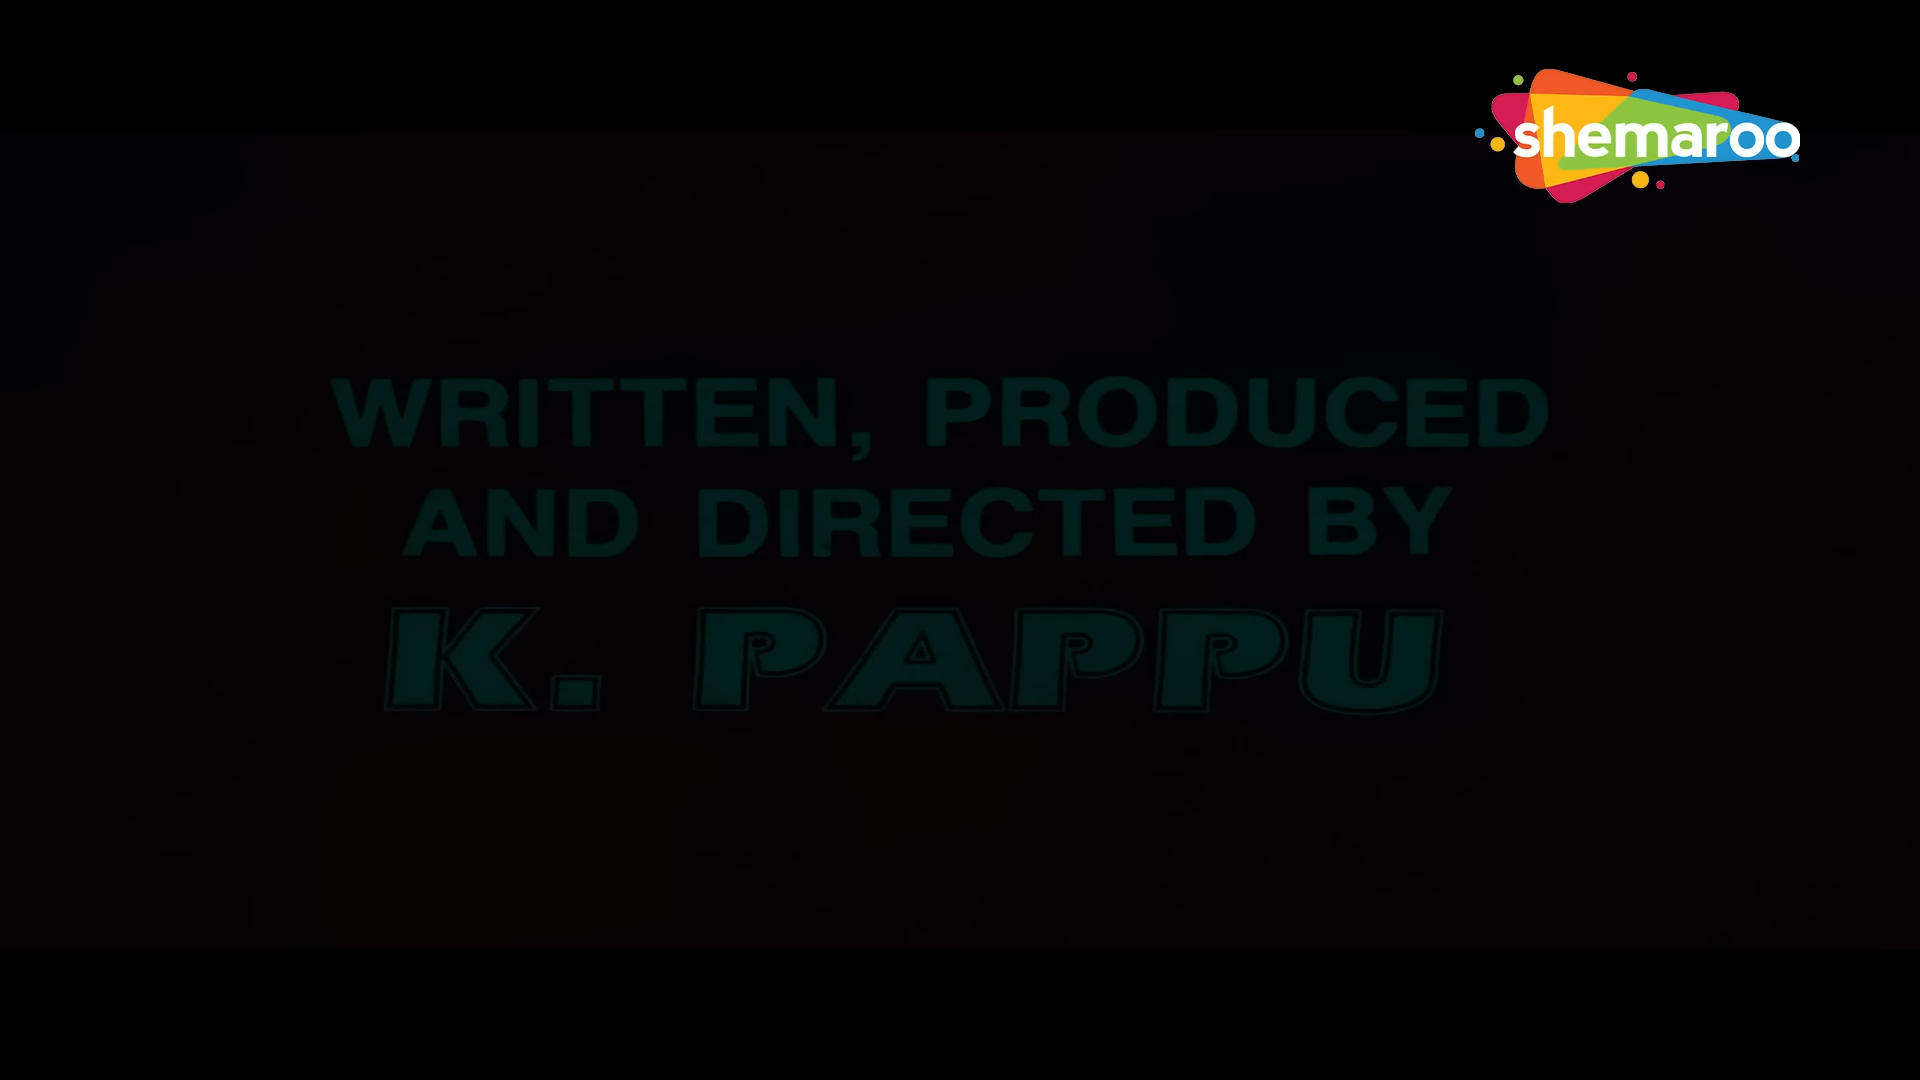 shemaroo
WRITTEN, PRODUCED
AND DIRECTED BY
K. PAPPU